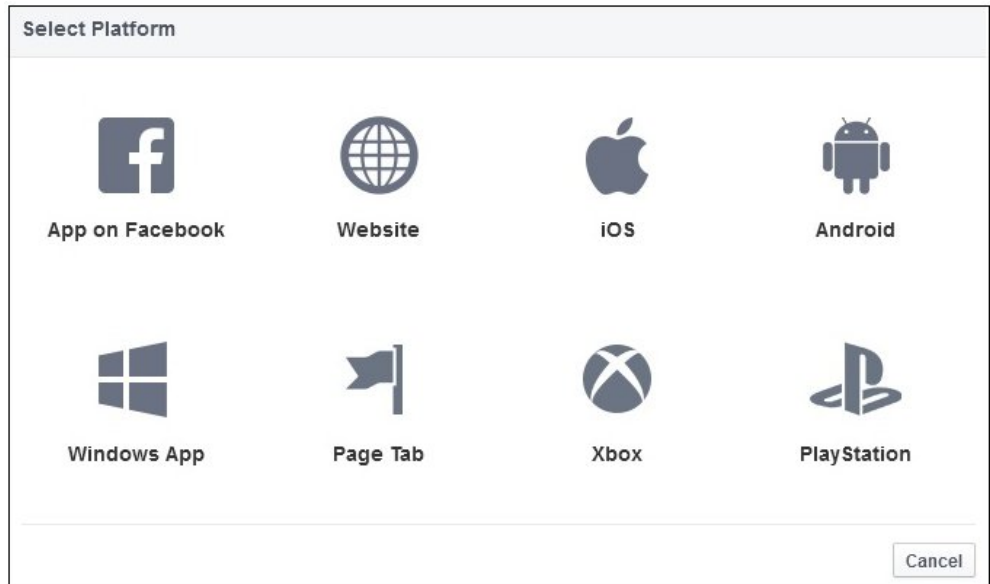 Select Platform
App on Facebook
Website
iOS
Android
Windows App
Page Tab
Xbox
PlayStation
Cancel